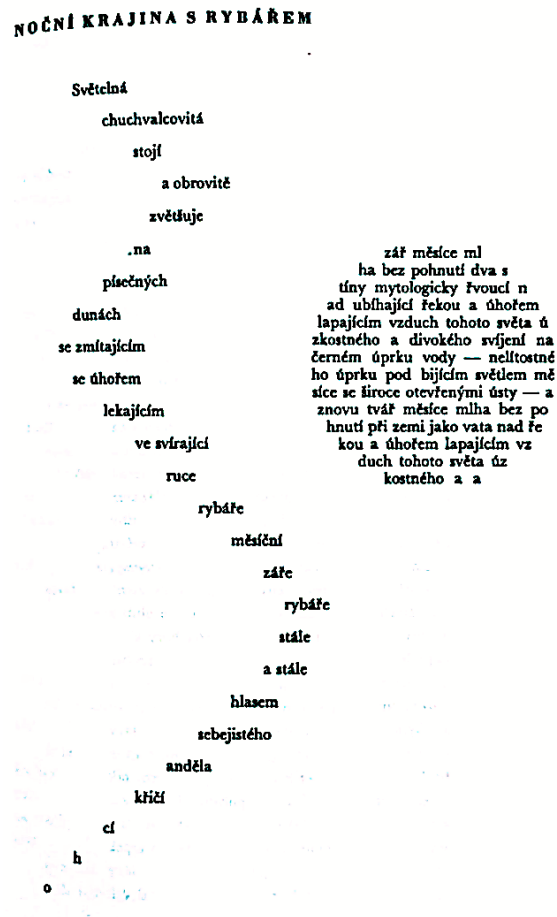 NOČNÍ KRAJINA S RYBÁŘEM
Světelná
chuchvalcovitá
stojí
a obrovitě
zvětšuje
na
písečných
dunách
se zmítajícím
se úhořem
lekajícím
ve svírající
ruce
rybáře
měsíční
záře
rybáře
stále
a stále
hlasem
sebejistého
anděla
křičí
cí
h
o
zář měsíce ml
ha bez pohnutí dva s
tíny mytologicky řvoucí n
ad ubíhající řekou a úhořem
lapajícím vzduch tohoto světa ú
zkostného a divokého svíjení na
černém úprku vody — nelítostné
ho úprku pod bijícím světlem mě
síce se široce otevřenými ústy — a
znovu tvář měsíce mlha bez po
hnutí při zemi jako vata nad ře
kou a úhořem lapajícím vz
duch tohoto světa úz
kostného a a